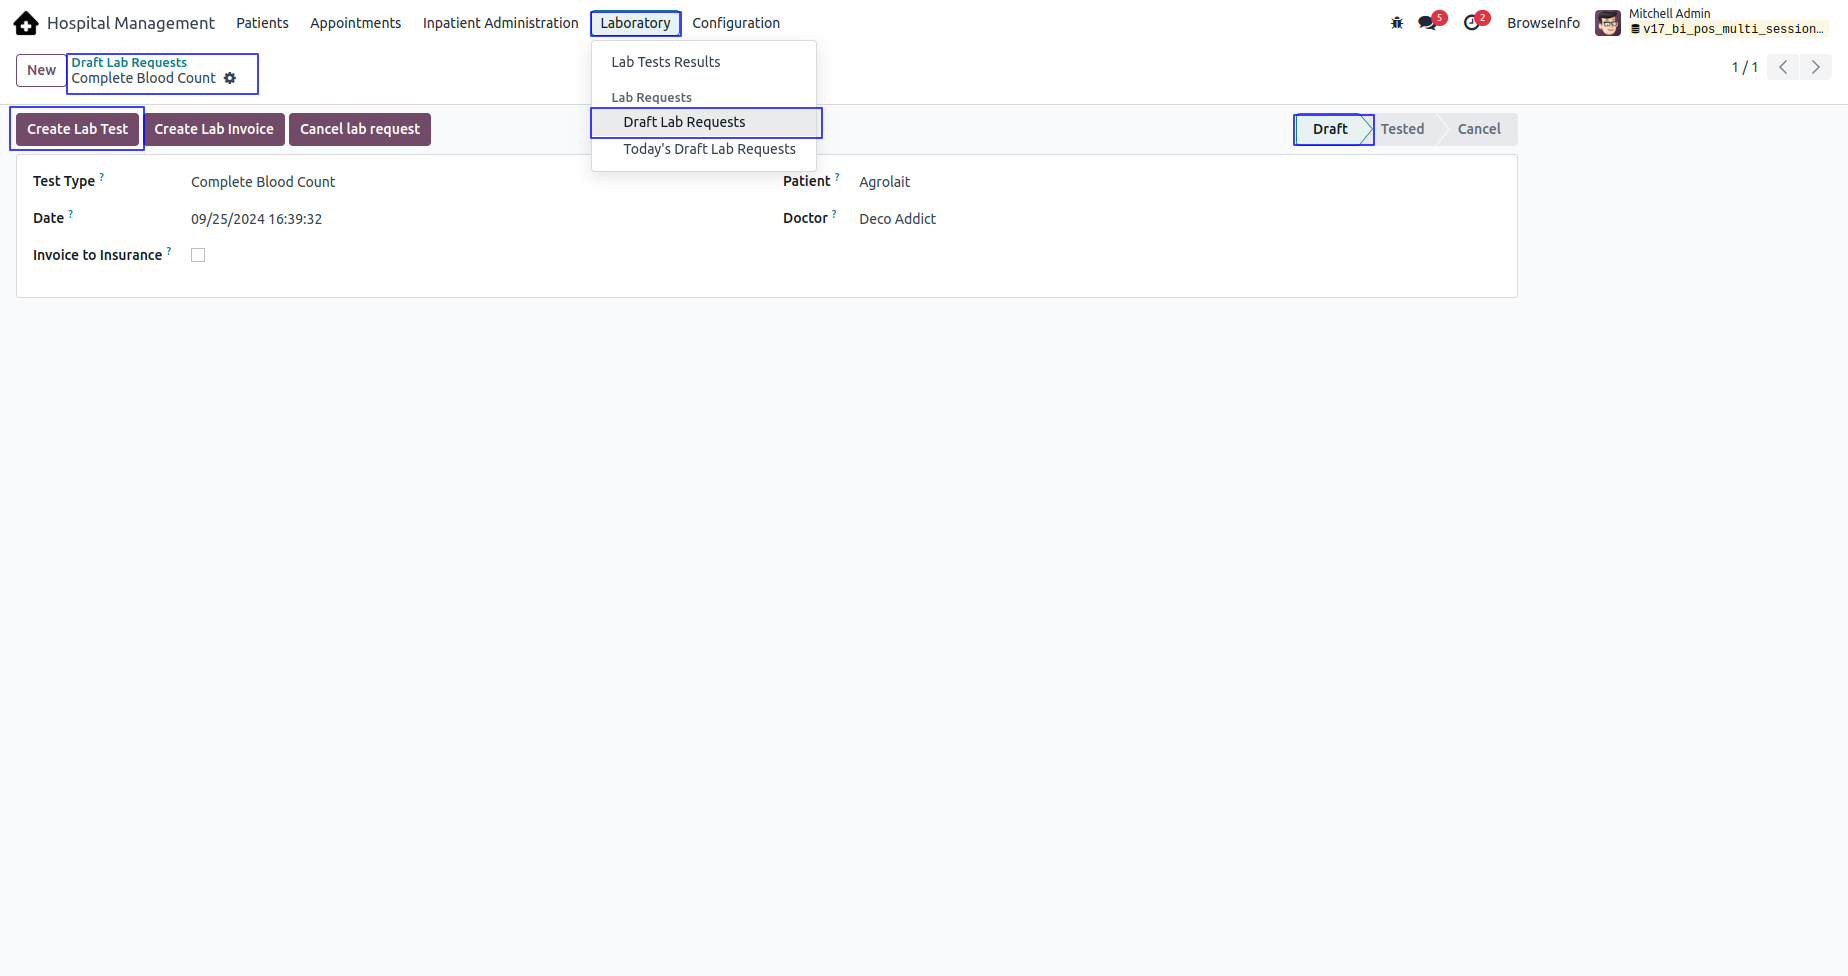 Hospital Management Patients Appointments Inpatient Administration Laboratory Configuration 5 2 BrowseInfo Mitchell Admin
v17_bi_pos_multi_session…
New Draft Lab Requests
Complete Blood Count
1 / 1
Lab Tests Results
Lab Requests
Draft Lab Requests
Today's Draft Lab Requests
Create Lab Test Create Lab Invoice Cancel lab request Draft Tested Cancel
Test Type ? Complete Blood Count Patient ? Agrolait
Date ? 09/25/2024 16:39:32 Doctor ? Deco Addict
Invoice to Insurance ?